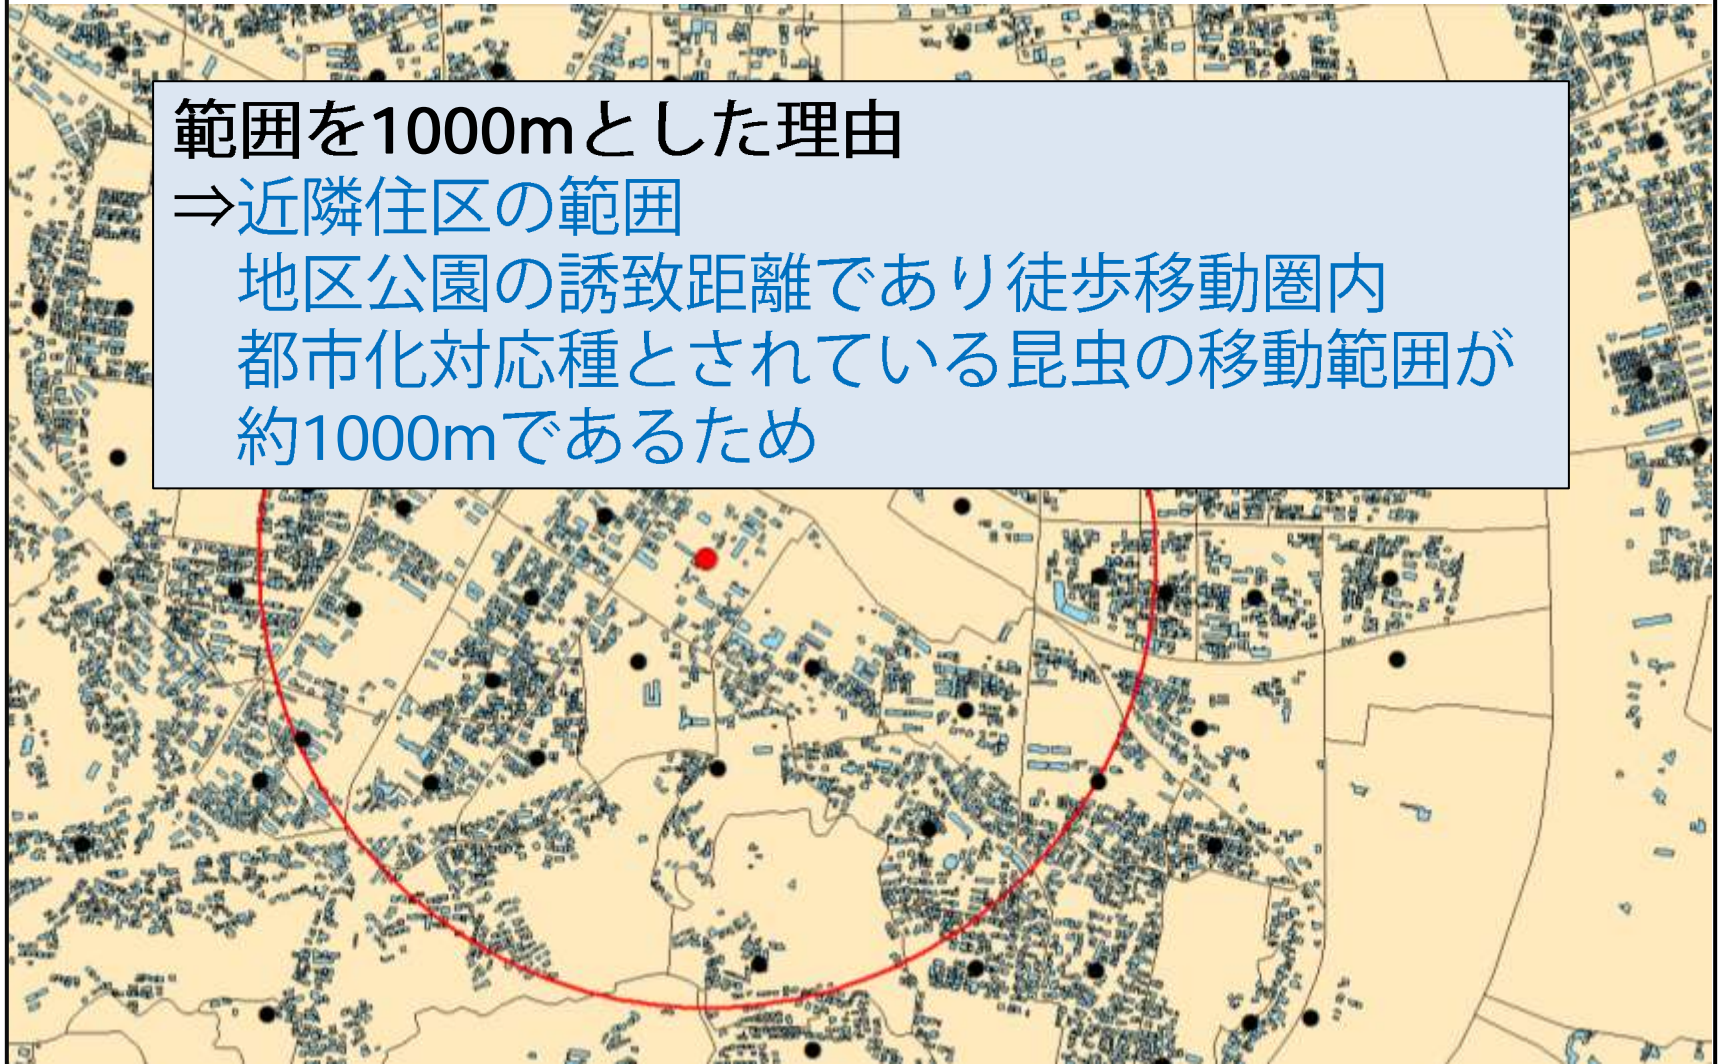 範囲を1000mとした理由
⇒近隣住区の範囲
地区公園の誘致距離であり徒歩移動圏内
都市化対応種とされている昆虫の移動範囲が
約1000mであるため